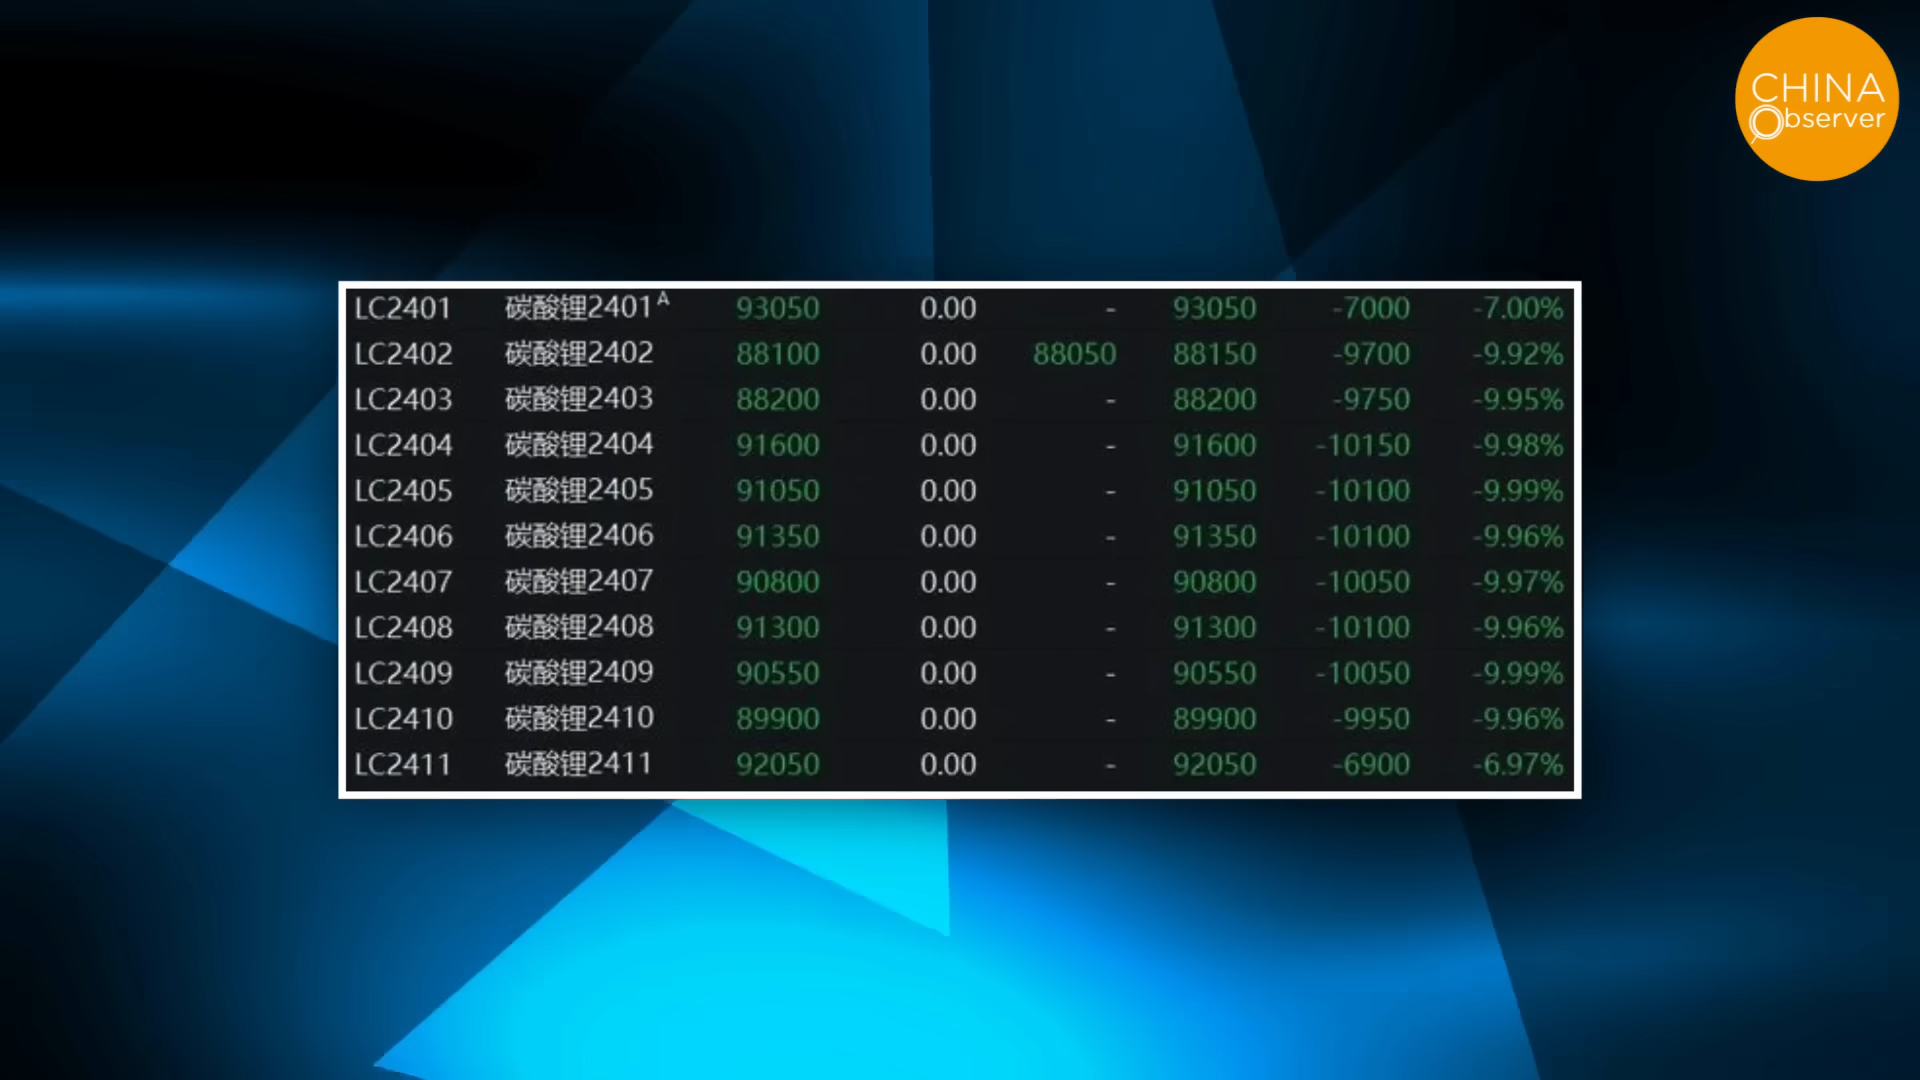 CHINA
Observer
LC2401 碳酸锂2401 A 93050 0.00 - 93050 -7000 -7.00%
LC2402 碳酸锂2402 88100 0.00 88050 88150 -9700 -9.92%
LC2403 碳酸锂2403 88200 0.00 - 88200 -9750 -9.95%
LC2404 碳酸锂2404 91600 0.00 - 91600 -10150 -9.98%
LC2405 碳酸锂2405 91050 0.00 - 91050 -10100 -9.99%
LC2406 碳酸锂2406 91350 0.00 - 91350 -10100 -9.96%
LC2407 碳酸锂2407 90800 0.00 - 90800 -10050 -9.97%
LC2408 碳酸锂2408 91300 0.00 - 91300 -10100 -9.96%
LC2409 碳酸锂2409 90550 0.00 - 90550 -10050 -9.99%
LC2410 碳酸锂2410 89900 0.00 - 89900 -9950 -9.96%
LC2411 碳酸锂2411 92050 0.00 - 92050 -6900 -6.97%